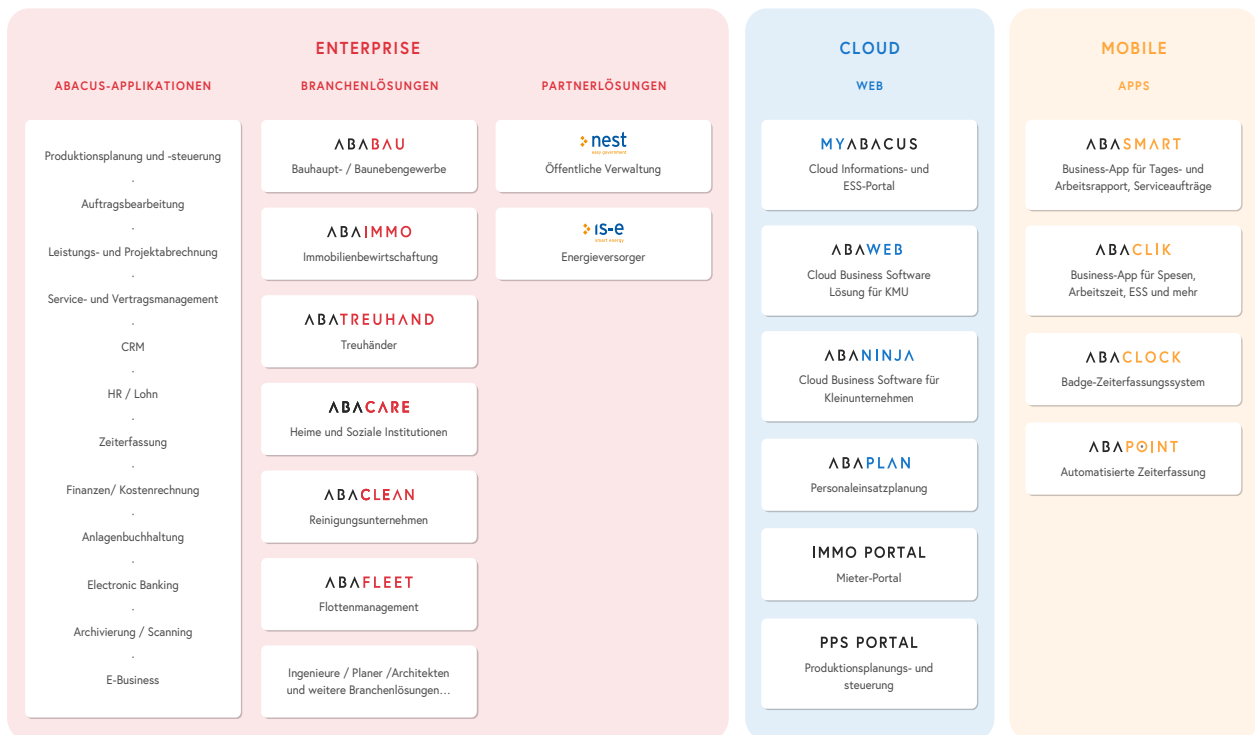 ENTERPRISE
ABACUS-APPLIKATIONEN
Produktionsplanung und -steuerung
·
Auftragsbearbeitung
·
Leistungs- und Projektabrechnung
·
Service- und Vertragsmanagement
·
CRM
·
HR / Lohn
·
Zeiterfassung
·
Finanzen/ Kostenrechnung
·
Anlagenbuchhaltung
·
Electronic Banking
·
Archivierung / Scanning
·
E-Business
BRANCHENLÖSUNGEN
ABABAU
Bauhaupt- / Baunebengewerbe
ABAIMMO
Immobilienbewirtschaftung
ABATREUHAND
Treuhänder
ABACARE
Heime und Soziale Institutionen
ABACLEAN
Reinigungsunternehmen
ABAFLEET
Flottenmanagement
Ingenieure / Planer /Architekten
und weitere Branchenlösungen...
PARTNERLÖSUNGEN
nest
easy government
Öffentliche Verwaltung
is-e
smart energy
Energieversorger
CLOUD
WEB
MYABACUS
Cloud Informations- und
ESS-Portal
ABAWEB
Cloud Business Software
Lösung für KMU
ABANINJA
Cloud Business Software für
Kleinunternehmen
ABAPLAN
Personaleinsatzplanung
IMMO PORTAL
Mieter-Portal
PPS PORTAL
Produktionsplanungs- und
steuerung
MOBILE
APPS
ABASMART
Business-App für Tages- und
Arbeitsrapport, Serviceaufträge
ABACLIK
Business-App für Spesen,
Arbeitszeit, ESS und mehr
ABACLOCK
Badge-Zeiterfassungssystem
ABAPOINT
Automatisierte Zeiterfassung